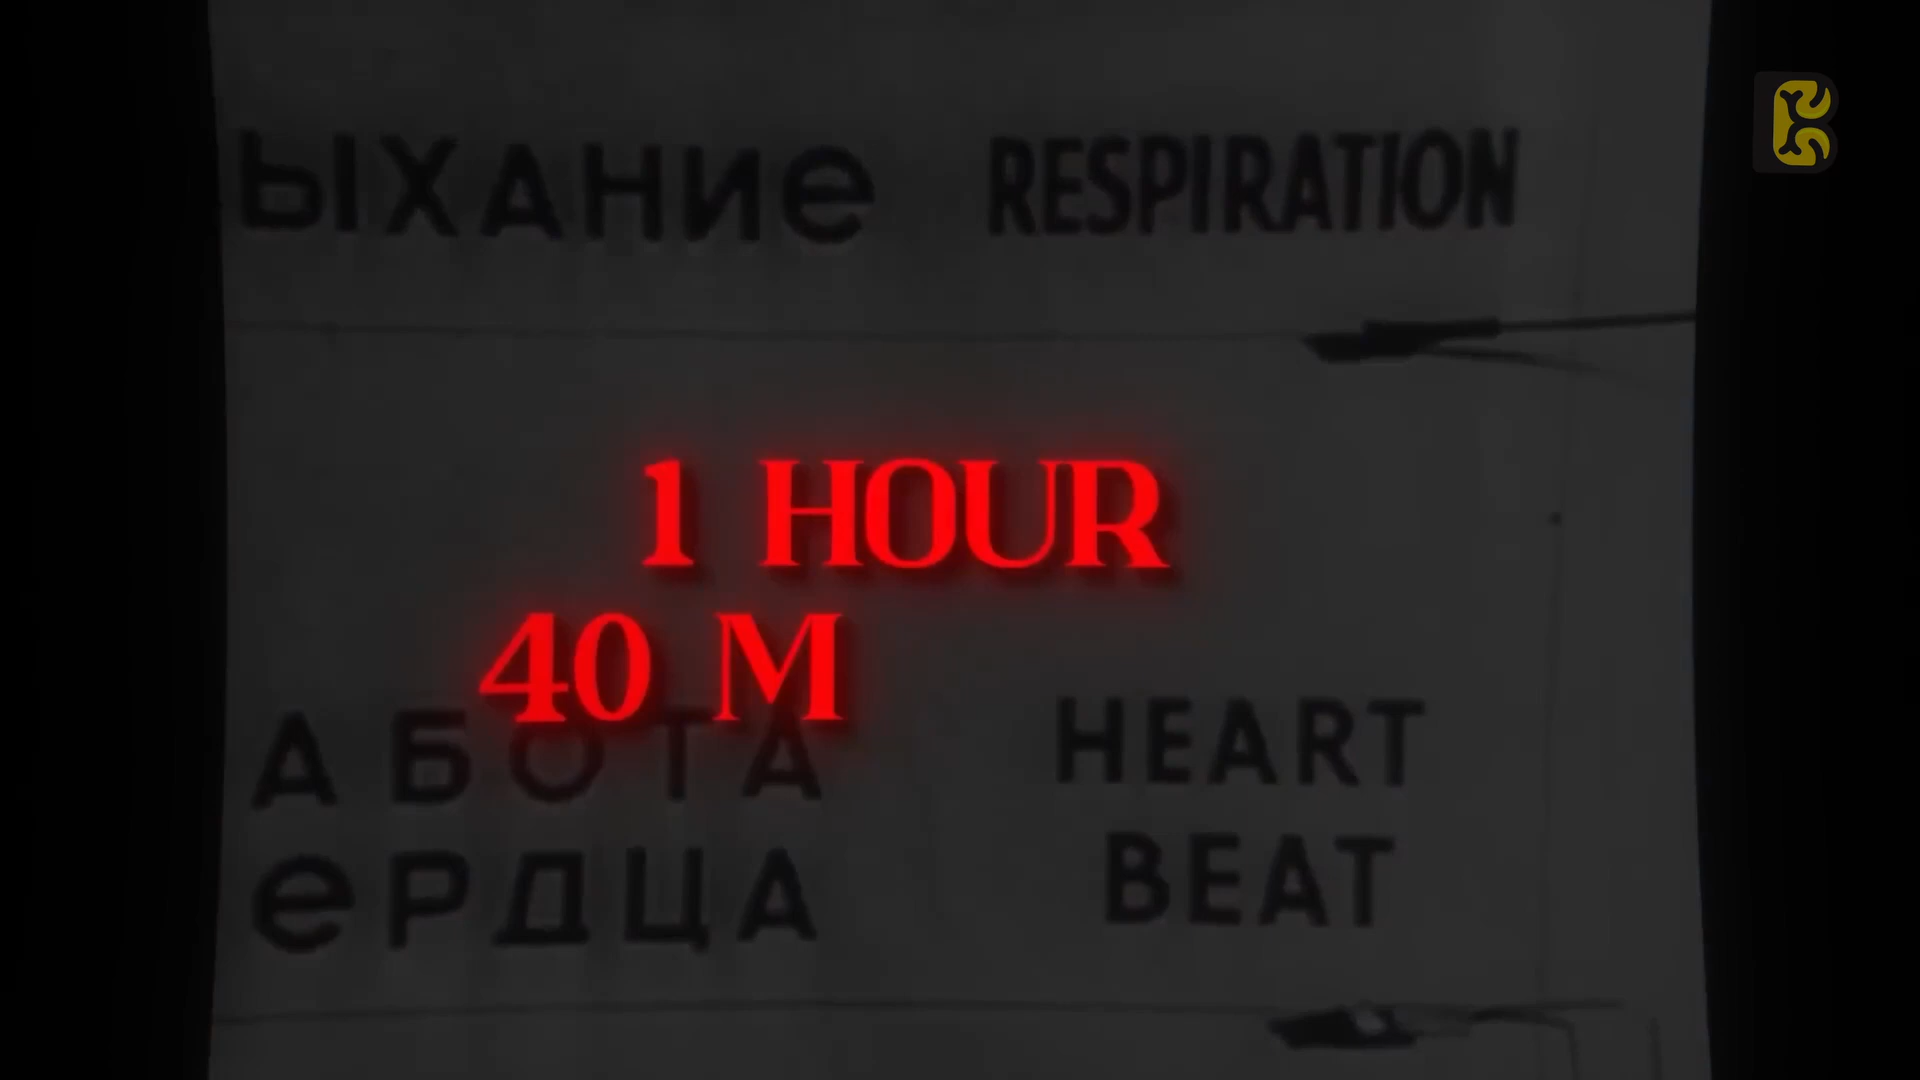 ЫХАНИе RESPIRATION
1 HOUR
40 M
АБОТА HEART
еРДЦА BEAT